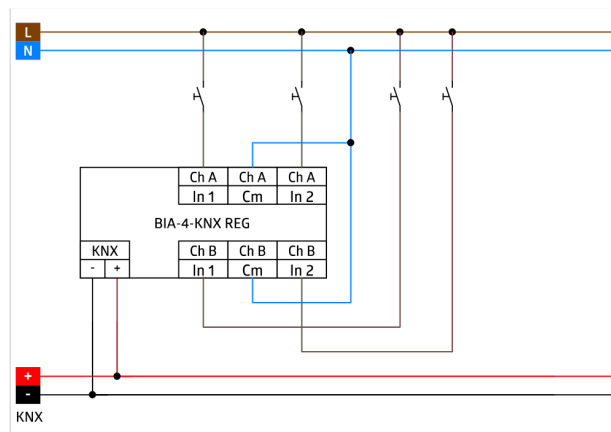 L
N
Ch A Ch A Ch A
In 1 Cm In 2
BIA-4-KNX REG
KNX Ch B Ch B Ch B
- + In 1 Cm In 2
+
-
KNX